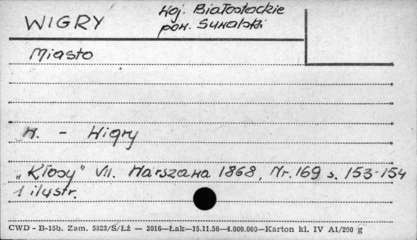 WIGRY
Woj. Białostockie
pow. Suwalski
Miasto
W. - Wigry
„Kłosy" VII. Warszawa 1868, Nr. 169 s. 153-154
1 ilustr.
CWD - B-15b. Zam. 5023/S/Łż — 3016—Łak—15.11.56—4.000.000—Karton kl. IV A1/200 g